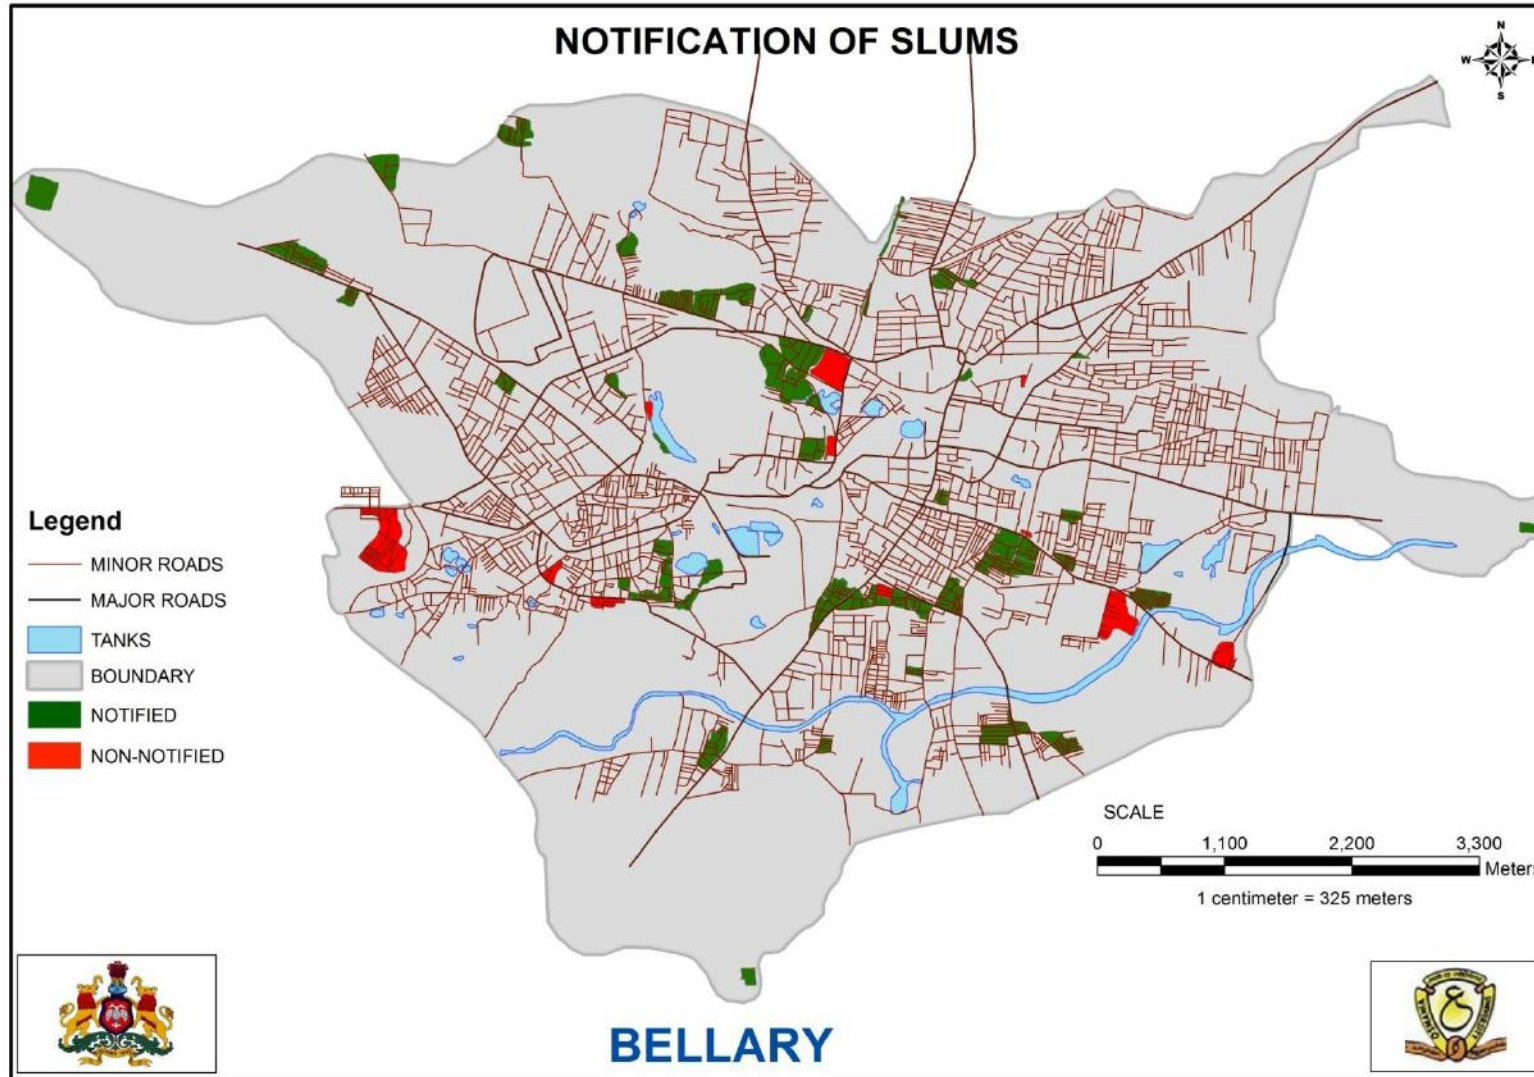 NOTIFICATION OF SLUMS
N
W
S
Legend
MINOR ROADS
MAJOR ROADS
TANKS
BOUNDARY
NOTIFIED
NON-NOTIFIED
SCALE
0 1,100 2,200 3,300
Meters
1 centimeter = 325 meters
BELLARY